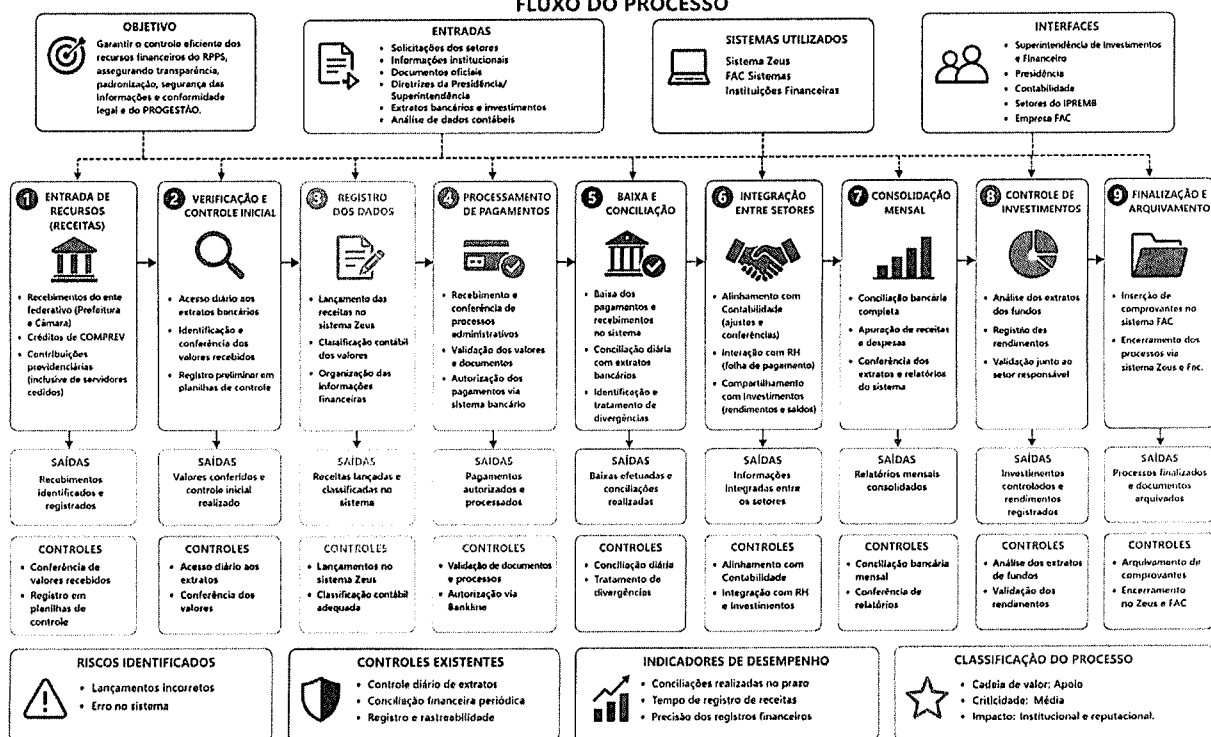 FLUXO DO PROCESSO
OBJETIVO
Garantir o controle eficiente dos
recursos financeiros do RPPS,
assegurando transparência,
padronização, segurança das
informações e conformidade
legal e do PROGESTÃO.
ENTRADAS
• Solicitações dos setores
• Informações institucionais
• Documentos oficiais
• Diretrizes da Presidência/
Superintendência
• Extratos bancários e investimentos
• Análise de dados contábeis
SISTEMAS UTILIZADOS
Sistema Zeus
FAC Sistemas
Instituições Financeiras
INTERFACES
• Superintendência de Investimentos
e Financeiro
• Presidência
• Contabilidade
• Setores do IPREMB
• Empresa FAC
1 ENTRADA DE
RECURSOS
(RECEITAS)
• Recebimentos do ente
federativo (Prefeitura
e Câmara)
• Créditos de COMPREV
• Contribuições
previdenciárias
(inclusive de servidores
cedidos)
2 VERIFICAÇÃO E
CONTROLE INICIAL
• Acesso diário aos
extratos bancários
• Identificação e
conferência dos
valores recebidos
• Registro preliminar em
planilhas de controle
3 REGISTRO
DOS DADOS
• Lançamento das
receitas no
sistema Zeus
• Classificação contábil
dos valores
• Organização das
informações
financeiras
4 PROCESSAMENTO
DE PAGAMENTOS
• Recebimento e
conferência de
processos
administrativos
• Validação dos valores
e documentos
• Autorização dos
pagamentos via
sistema bancário
5 BAIXA E
CONCILIAÇÃO
• Baixa dos
pagamentos e
recebimentos
no sistema
• Conciliação diária
com extratos
bancários
• Identificação e
tratamento de
divergências
6 INTEGRAÇÃO
ENTRE SETORES
• Alinhamento com
Contabilidade
(ajustes e
conferências)
• Interação com RH
(folha de pagamento)
• Compartilhamento
com Investimentos
(rendimentos e saldos)
7 CONSOLIDAÇÃO
MENSAL
• Conciliação bancária
completa
• Apuração de receitas
e despesas
• Conferência dos
extratos e relatórios
do sistema
8 CONTROLE DE
INVESTIMENTOS
• Análise dos extratos
dos fundos
• Registro dos
rendimentos
• Validação junto ao
setor responsável
9 FINALIZAÇÃO E
ARQUIVAMENTO
• Inserção de
comprovantes no
sistema FAC
• Encerramento dos
processos via
sistema Zeus e Fac.
SAÍDAS
Recebimentos
identificados e
registrados
SAÍDAS
Valores conferidos e
controle inicial
realizado
SAÍDAS
Receitas lançadas e
classificadas no
sistema
SAÍDAS
Pagamentos
autorizados e
processados
SAÍDAS
Baixas efetuadas e
conciliações
realizadas
SAÍDAS
Informações
Integradas entre
os setores
SAÍDAS
Relatórios mensais
consolidados
SAÍDAS
Investimentos
controlados e
rendimentos
registrados
SAÍDAS
Processos finalizados
e documentos
arquivados
CONTROLES
• Conferência de
valores recebidos
• Registro em
planilhas de
controle
CONTROLES
• Acesso diário aos
extratos
• Conferência dos
valores
CONTROLES
• Lançamentos no
sistema Zeus
• Classificação contábil
adequada
CONTROLES
• Validação de documentos
e processos
• Autorização via
Bankline
CONTROLES
• Conciliação diária
• Tratamento de
divergências
CONTROLES
• Alinhamento com
Contabilidade
• Integração com RH
e Investimentos
CONTROLES
• Conciliação bancária
mensal
• Conferência de
relatórios
CONTROLES
• Análise dos extratos
de fundos
• Validação dos
rendimentos
CONTROLES
• Arquivamento de
comprovantes
• Encerramento
no Zeus e FAC
RISCOS IDENTIFICADOS
• Lançamentos incorretos
• Erro no sistema
CONTROLES EXISTENTES
• Controle diário de extratos
• Conciliação financeira periódica
• Registro e rastreabilidade
INDICADORES DE DESEMPENHO
• Conciliações realizadas no prazo
• Tempo de registro de receitas
• Precisão dos registros financeiros
CLASSIFICAÇÃO DO PROCESSO
• Cadeia de valor: Apoio
• Criticidade: Média
• Impacto: Institucional e reputacional.